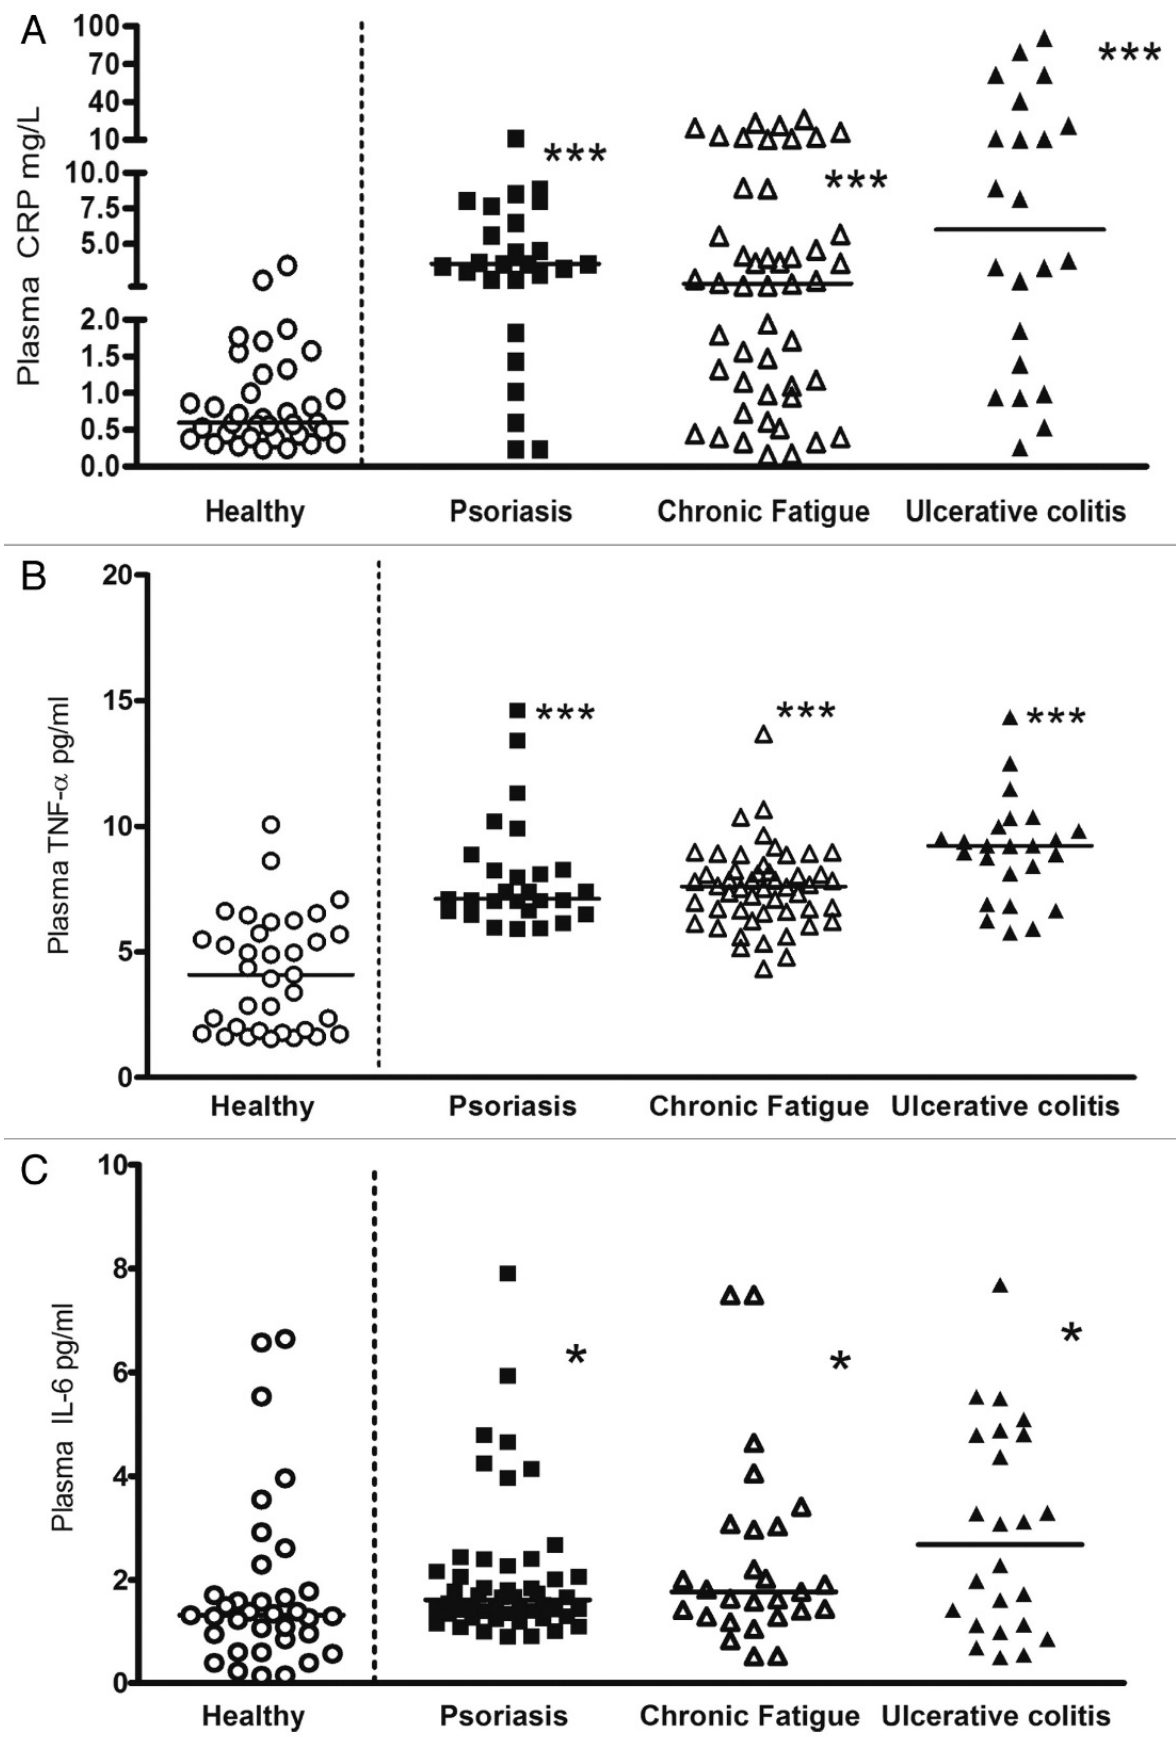 A
Plasma CRP mg/L
100
70
40
10
10.0
7.5
5.0
2.0
1.5
1.0
0.5
0.0
***
***
***
Healthy Psoriasis Chronic Fatigue Ulcerative colitis
B
Plasma TNF-α pg/ml
20
15
10
5
0
*** *** ***
Healthy Psoriasis Chronic Fatigue Ulcerative colitis
C
Plasma IL-6 pg/ml
10
8
6
4
2
0
* * *
Healthy Psoriasis Chronic Fatigue Ulcerative colitis